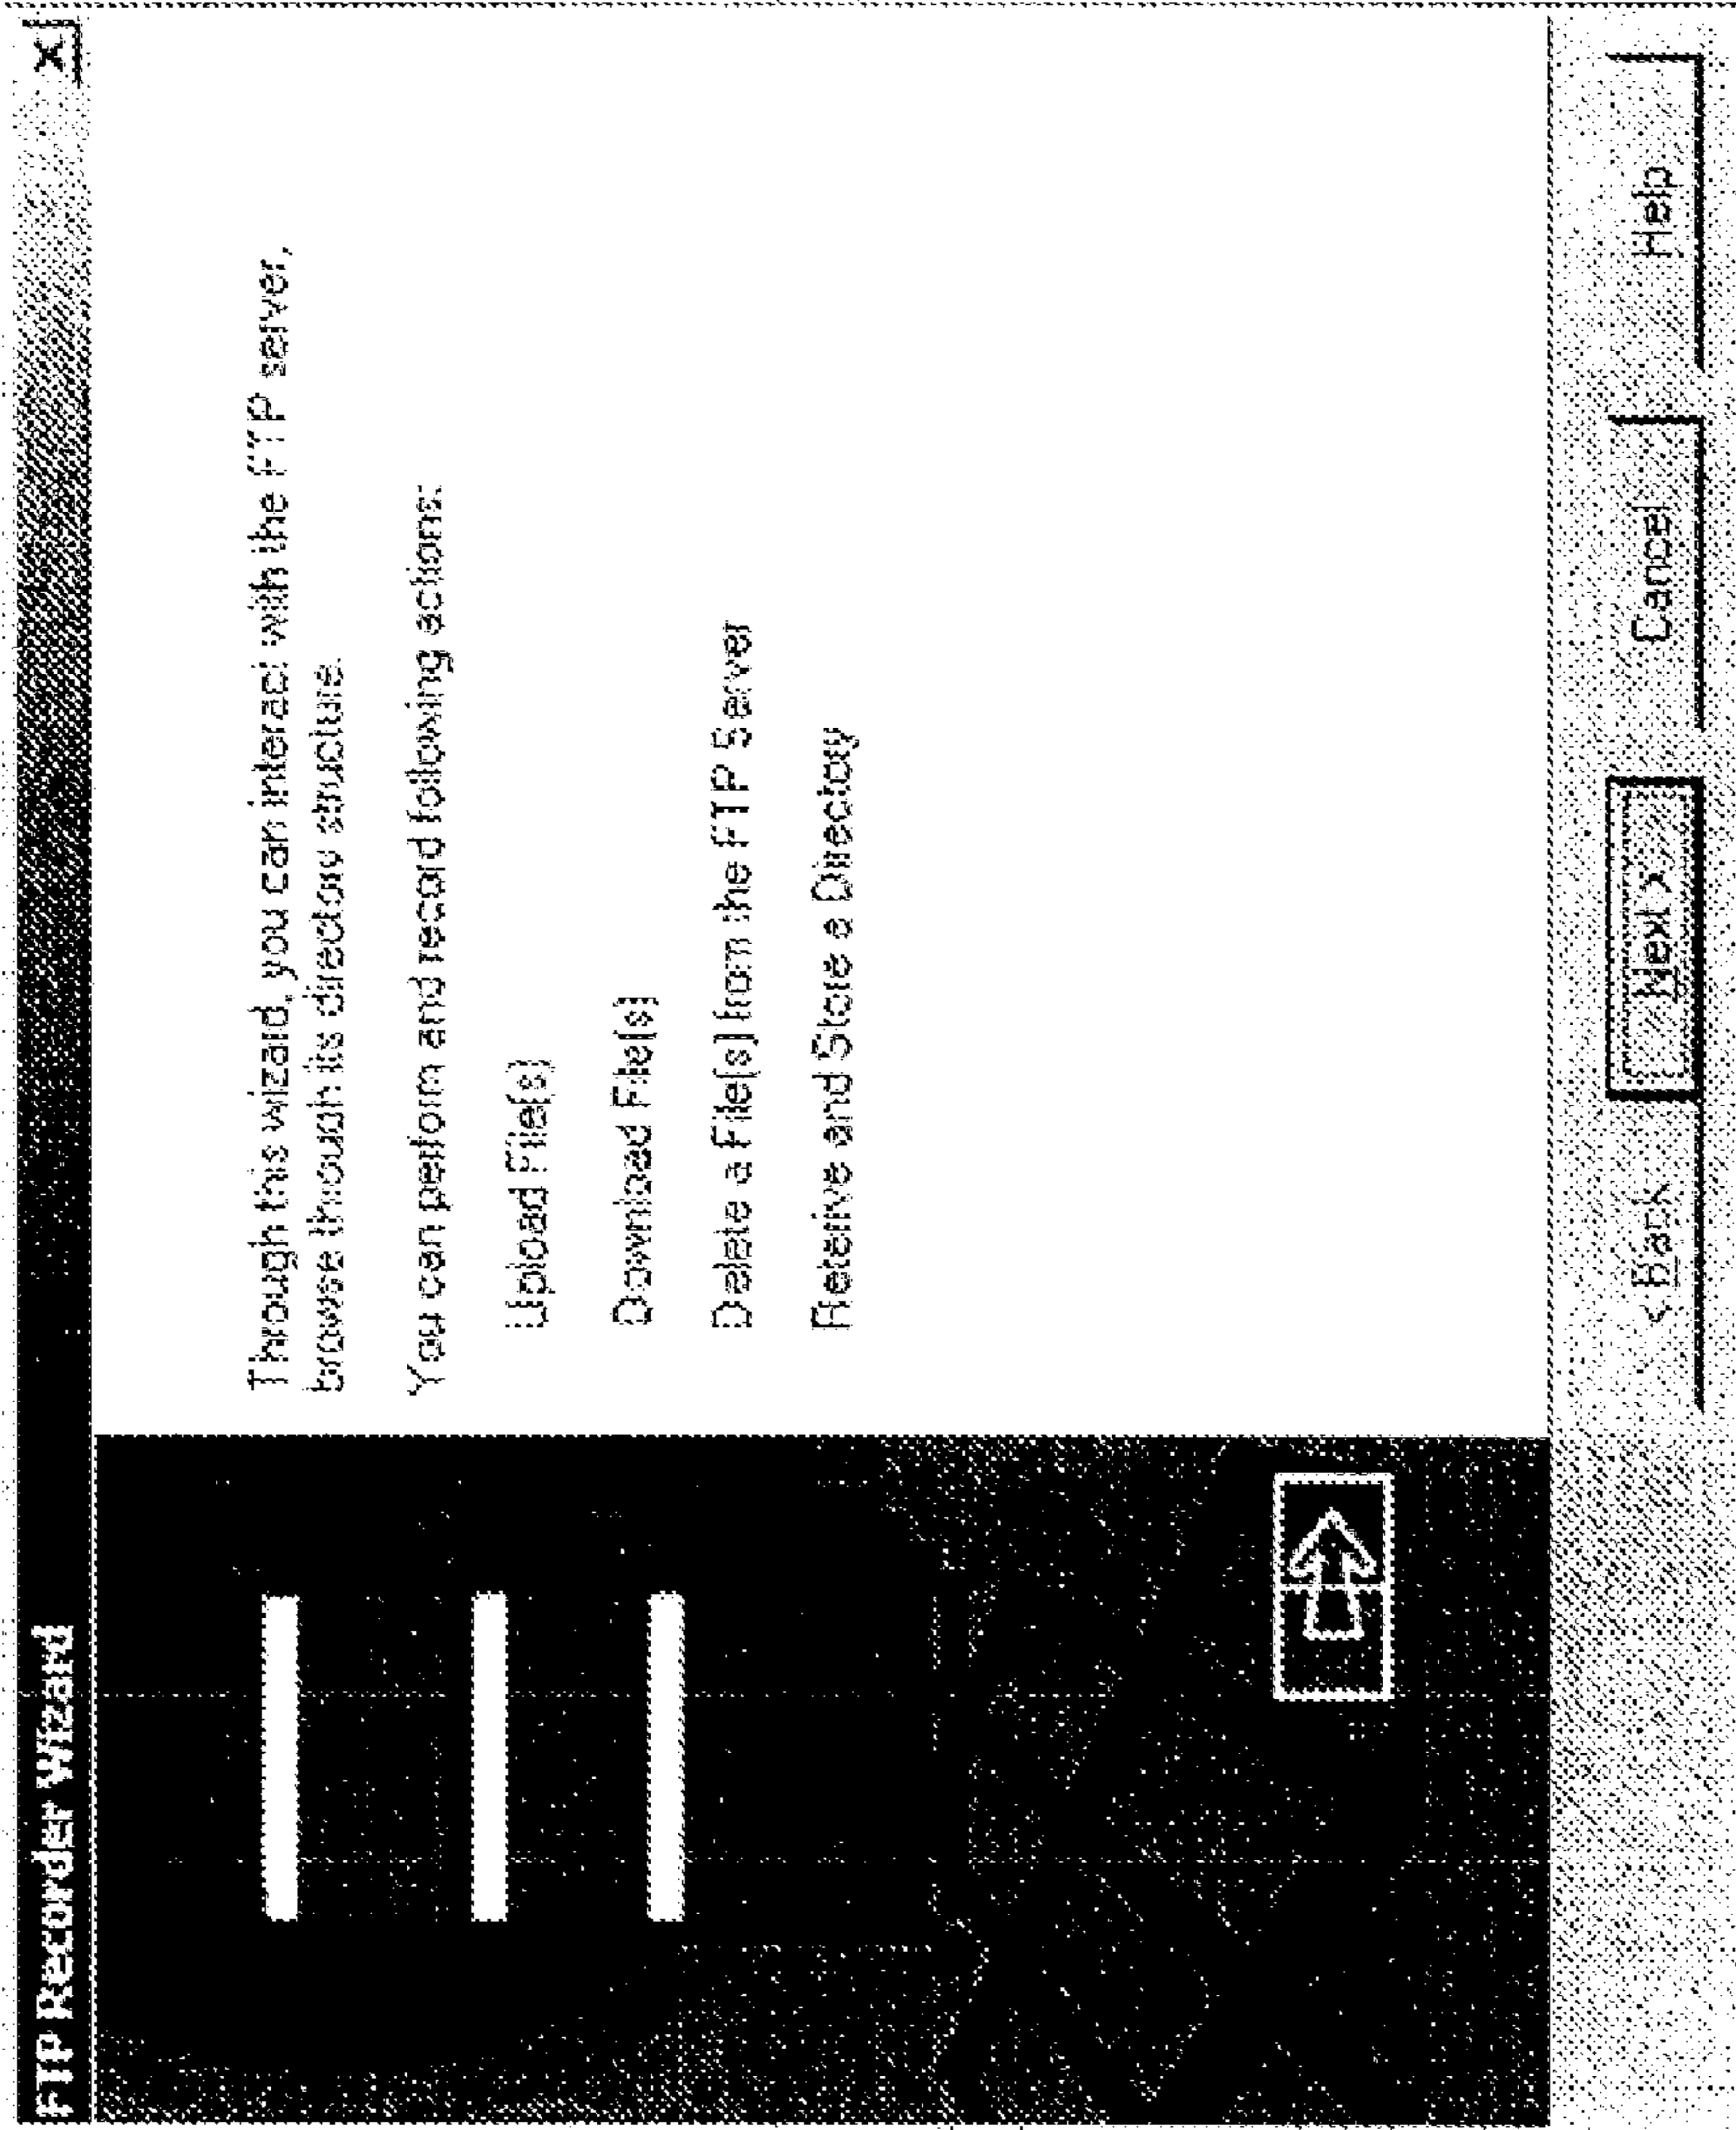 FTP Recorder Wizard
Through this wizard, you can interact with the FTP server,
browse through its directory structure.
You can perform and record following actions:
Upload File(s)
Download File(s)
Delete a File(s) from the FTP Server
Reterive and Store a Directory
< Back
Next >
Cancel
Help